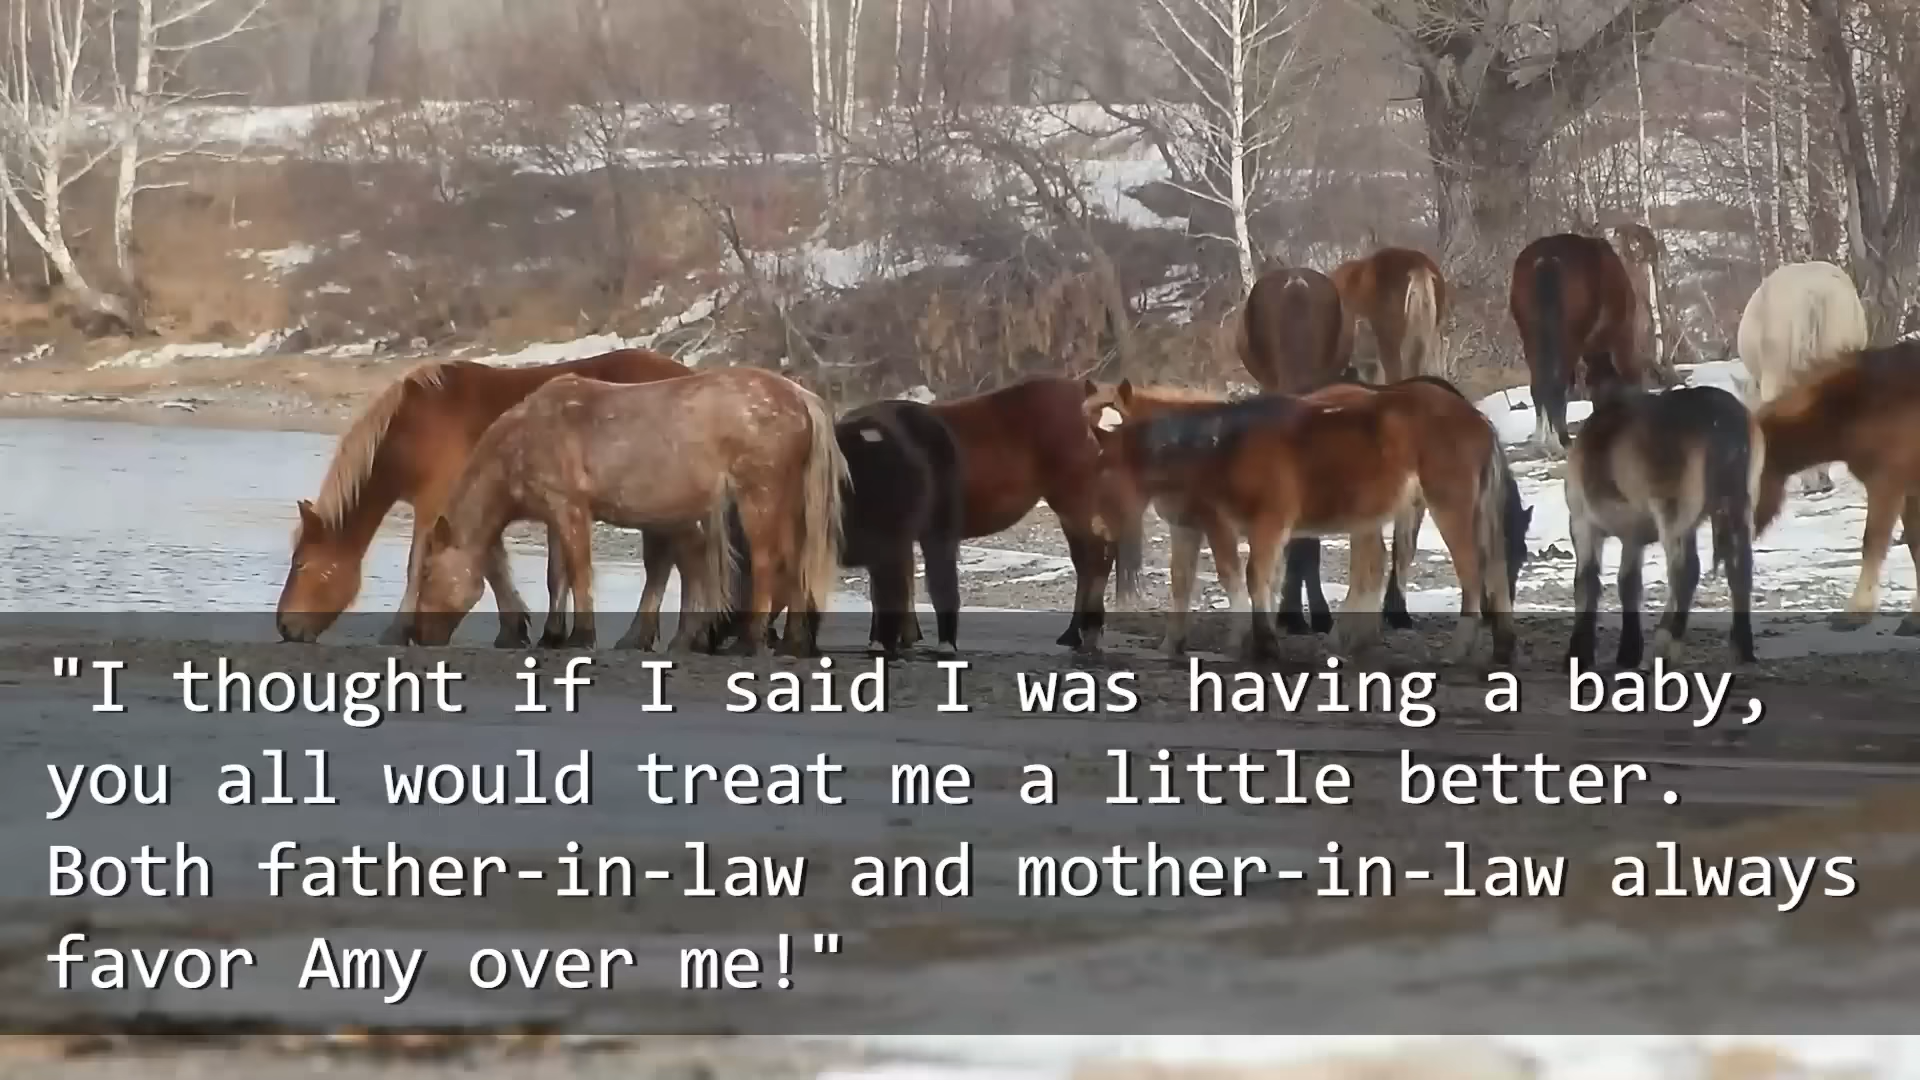 "I thought if I said I was having a baby,
you all would treat me a little better.
Both father-in-law and mother-in-law always
favor Amy over me!"